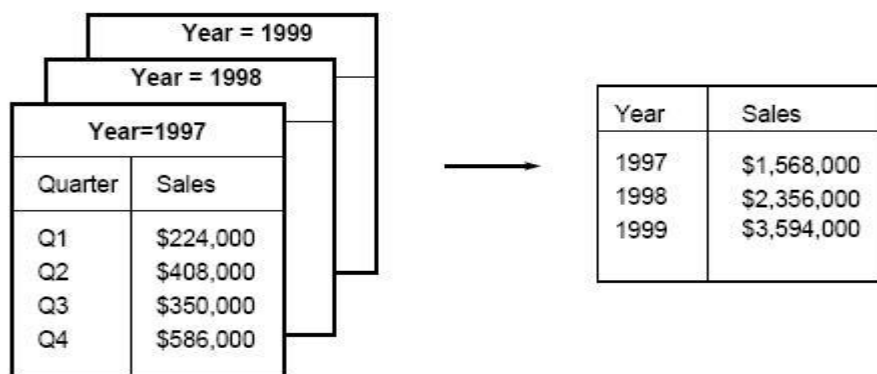 Year = 1999
Year = 1998
Year=1997
Quarter Sales
Q1 $224,000
Q2 $408,000
Q3 $350,000
Q4 $586,000
Year Sales
1997 $1,568,000
1998 $2,356,000
1999 $3,594,000